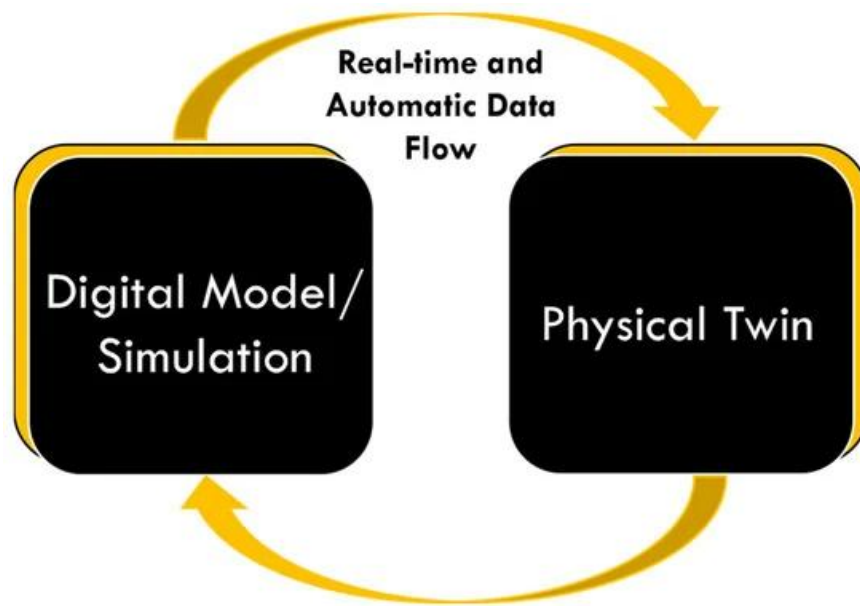 Real-time and
Automatic Data
Flow
Digital Model/
Simulation
Physical Twin